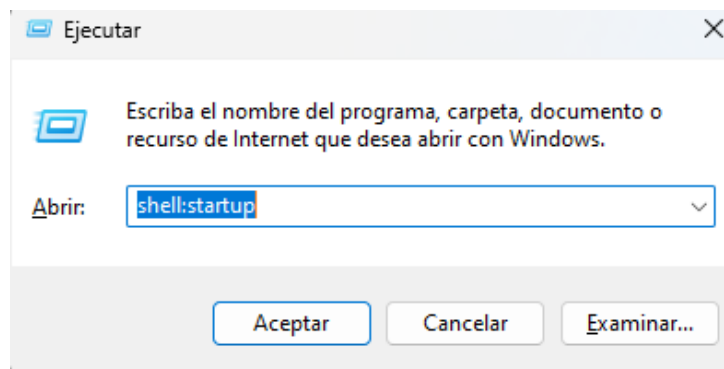 Ejecutar
Escriba el nombre del programa, carpeta, documento o
recurso de Internet que desea abrir con Windows.
Abrir: shell:startup
Aceptar Cancelar Examinar...